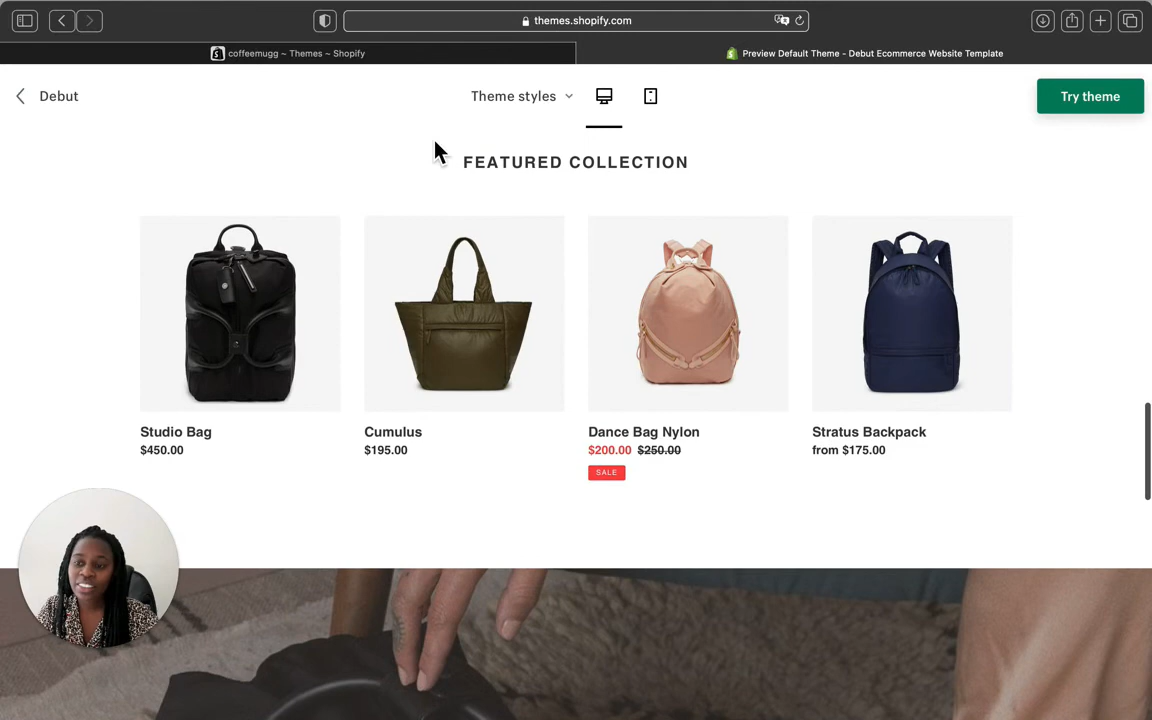 themes.shopify.com
coffeemugg ~ Themes ~ Shopify
Preview Default Theme - Debut Ecommerce Website Template
Debut
Theme styles
Try theme
FEATURED COLLECTION
Studio Bag
$450.00
Cumulus
$195.00
Dance Bag Nylon
$200.00 $250.00
SALE
Stratus Backpack
from $175.00